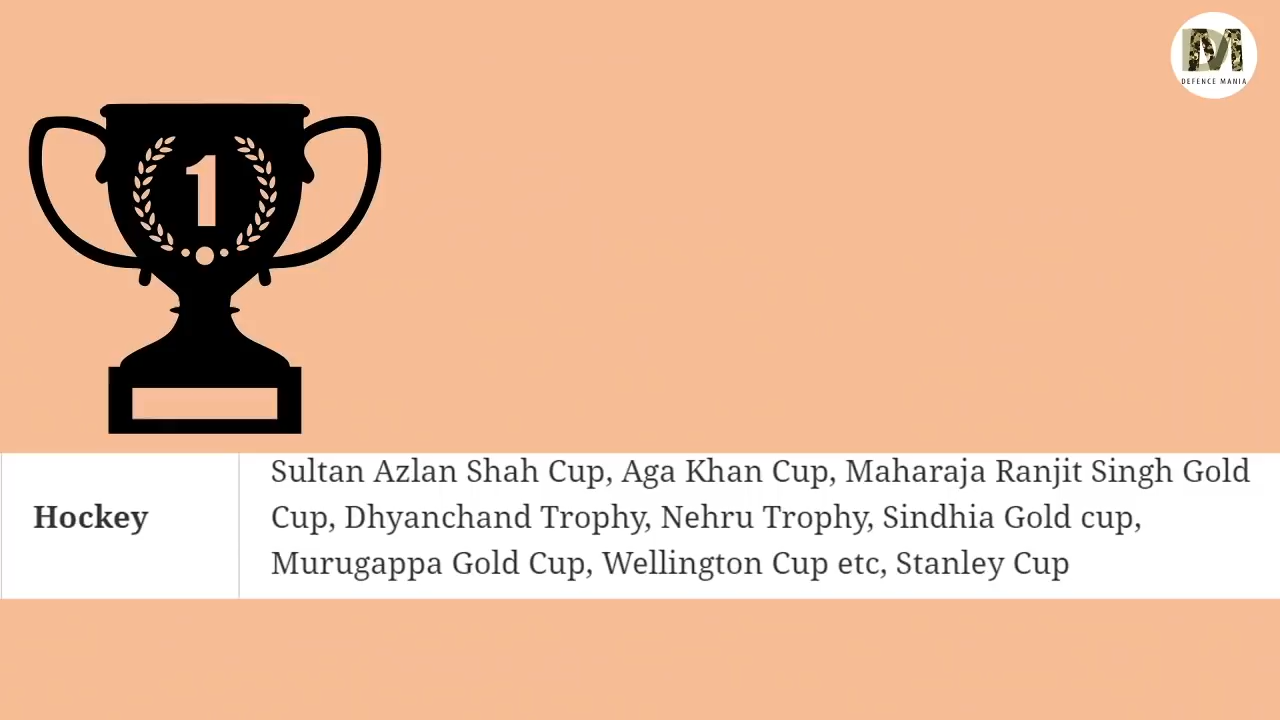 DM
DEFENCE MANIA
1
Sultan Azlan Shah Cup, Aga Khan Cup, Maharaja Ranjit Singh Gold
Hockey
Cup, Dhyanchand Trophy, Nehru Trophy, Sindhia Gold cup,
Murugappa Gold Cup, Wellington Cup etc, Stanley Cup